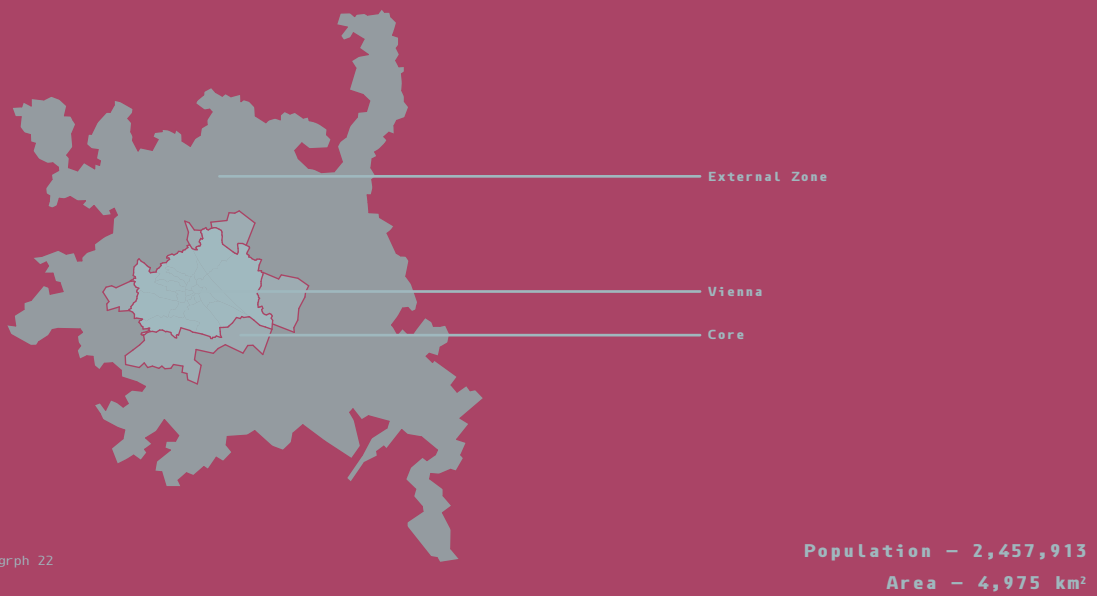 External Zone
Vienna
Core
grph 22
Population – 2,457,913
Area – 4,975 km²